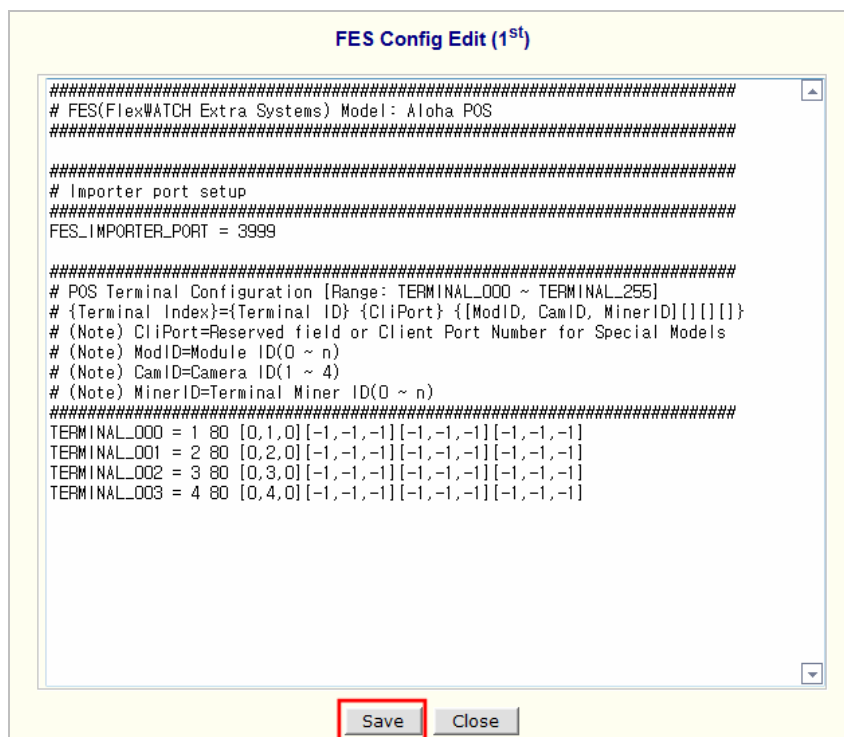 FES Config Edit (1st)
#########################################################################
# FES(FlexWATCH Extra Systems) Model: Aloha POS
#########################################################################
#########################################################################
# Importer port setup
#########################################################################
FES_IMPORTER_PORT = 3999
#########################################################################
# POS Terminal Configuration [Range: TERMINAL_000 ~ TERMINAL_255]
# {Terminal Index}={Terminal ID} {CliPort} {[ModID, CamID, MinerID][][][]}
# (Note) CliPort=Reserved field or Client Port Number for Special Models
# (Note) ModID=Module ID(0 ~ n)
# (Note) CamID=Camera ID(1 ~ 4)
# (Note) MinerID=Terminal Miner ID(0 ~ n)
#########################################################################
TERMINAL_000 = 1 80 [0,1,0][-1,-1,-1][-1,-1,-1][-1,-1,-1]
TERMINAL_001 = 2 80 [0,2,0][-1,-1,-1][-1,-1,-1][-1,-1,-1]
TERMINAL_002 = 3 80 [0,3,0][-1,-1,-1][-1,-1,-1][-1,-1,-1]
TERMINAL_003 = 4 80 [0,4,0][-1,-1,-1][-1,-1,-1][-1,-1,-1]
Save Close